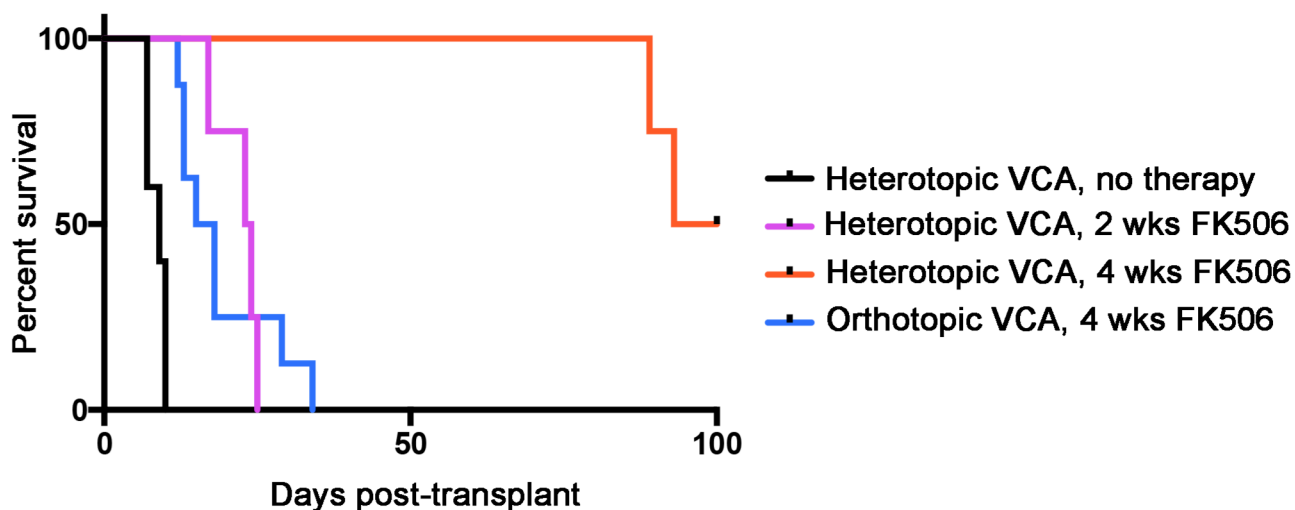 Percent survival
100
50
0
0
50
100
Days post-transplant
Heterotopic VCA, no therapy
Heterotopic VCA, 2 wks FK506
Heterotopic VCA, 4 wks FK506
Orthotopic VCA, 4 wks FK506